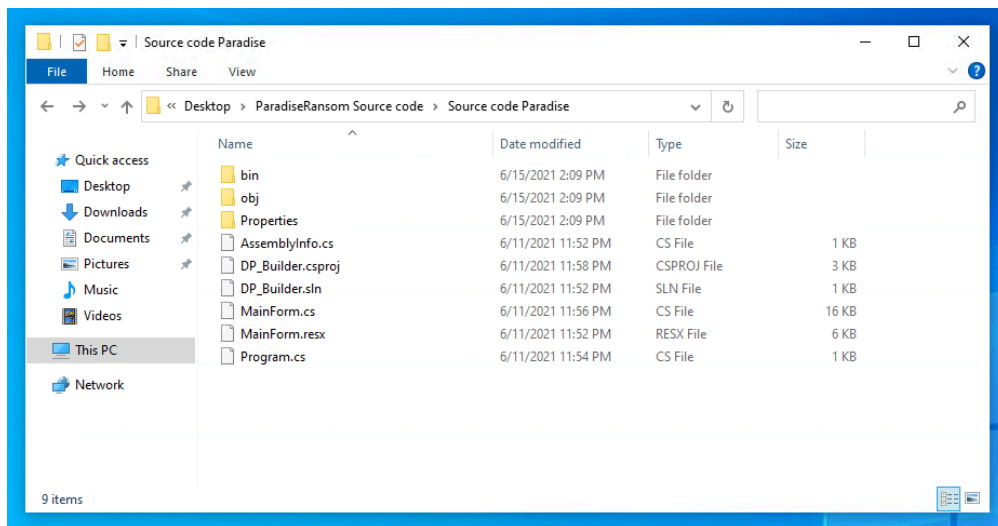 Source code Paradise
File Home Share View
« Desktop > ParadiseRansom Source code > Source code Paradise
Name Date modified Type Size
Quick access
Desktop
Downloads
Documents
Pictures
Music
Videos
This PC
Network
bin 6/15/2021 2:09 PM File folder
obj 6/15/2021 2:09 PM File folder
Properties 6/15/2021 2:09 PM File folder
AssemblyInfo.cs 6/11/2021 11:52 PM CS File 1 KB
DP_Builder.csproj 6/11/2021 11:58 PM CSPROJ File 3 KB
DP_Builder.sln 6/11/2021 11:52 PM SLN File 1 KB
MainForm.cs 6/11/2021 11:56 PM CS File 16 KB
MainForm.resx 6/11/2021 11:52 PM RESX File 6 KB
Program.cs 6/11/2021 11:54 PM CS File 1 KB
9 items